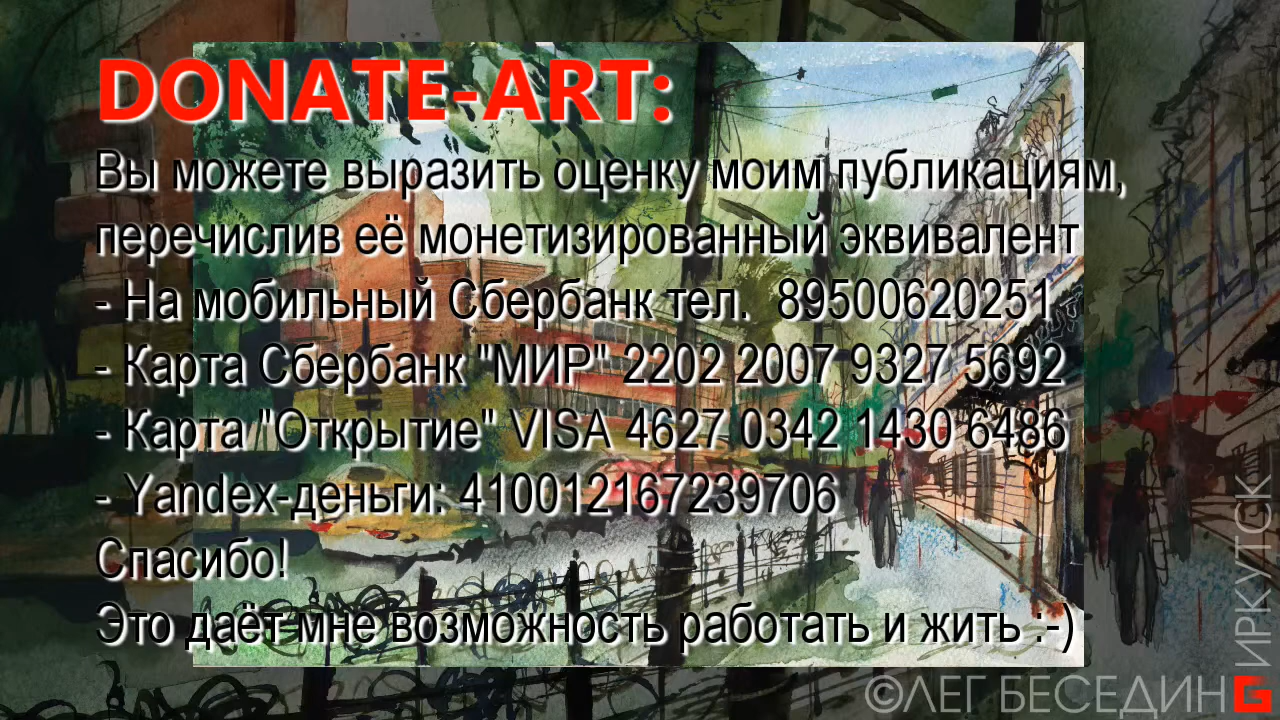 DONATE-ART:
Вы можете выразить оценку моим публикациям,
перечислив её монетизированный эквивалент
- На мобильный Сбербанк тел. 89500620251
- Карта Сбербанк "МИР" 2202 2007 9327 5692
- Карта "Открытие" VISA 4627 0342 1430 6486
- Yandex-деньги: 410012167239706
Спасибо!
Это даёт мне возможность работать и жить :-)
©ЛЕГ БЕСЕДИН
ИРКУТСК